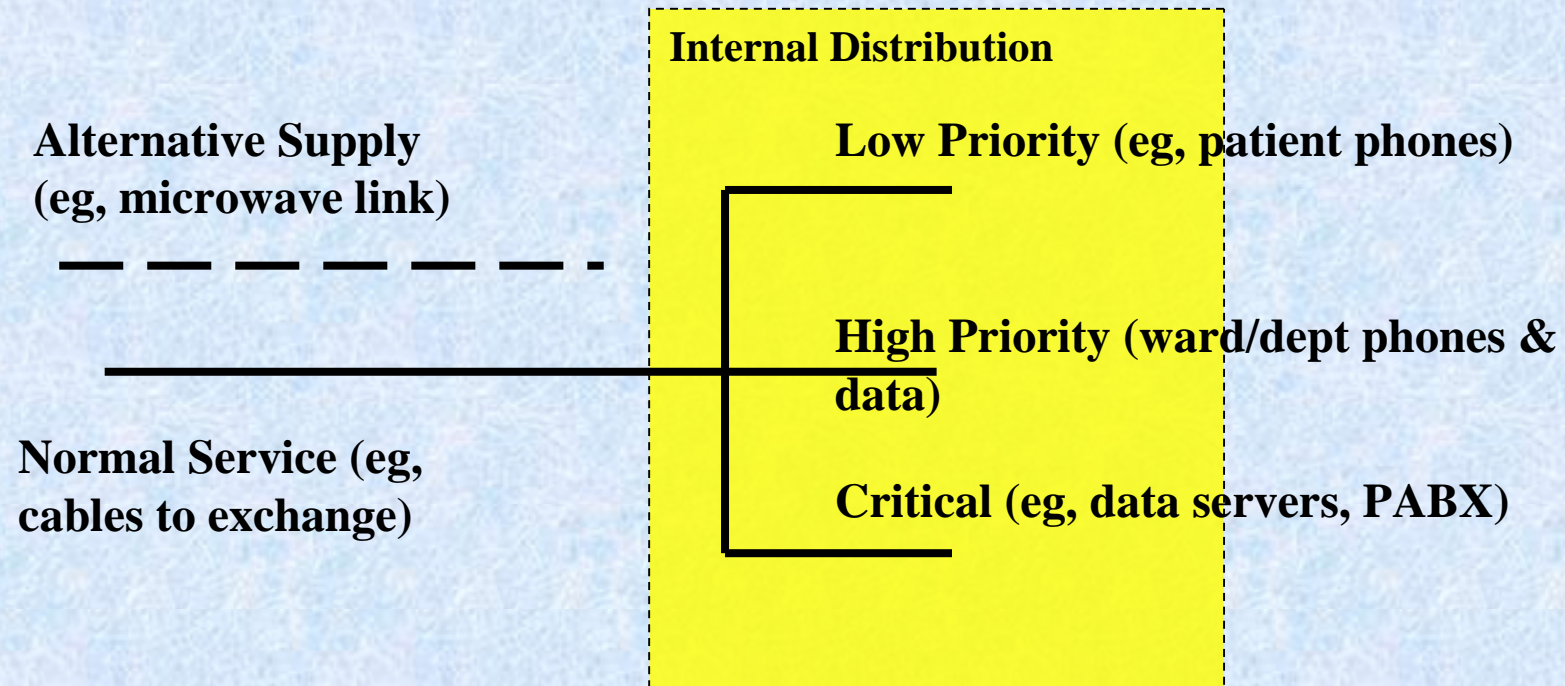 Internal Distribution
Alternative Supply
(eg, microwave link)
Low Priority (eg, patient phones)
High Priority (ward/dept phones &
data)
Normal Service (eg,
cables to exchange)
Critical (eg, data servers, PABX)